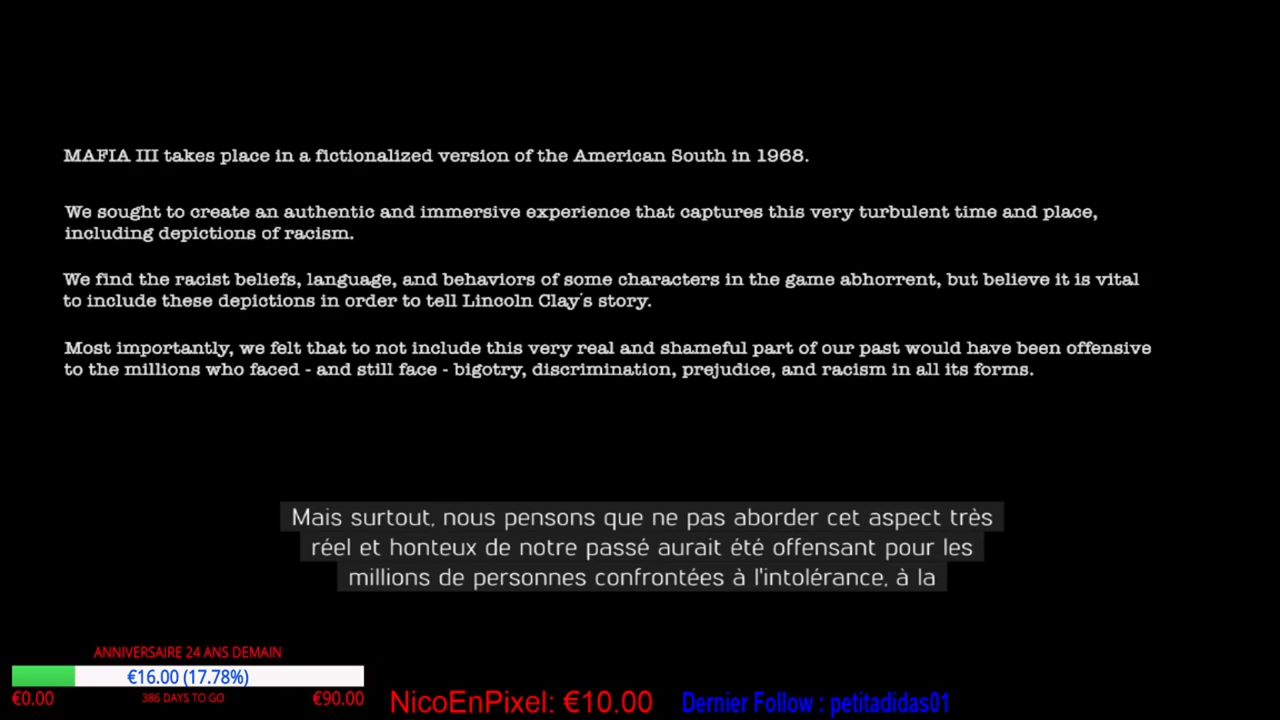 MAFIA III takes place in a fictionalized version of the American South in 1968.
We sought to create an authentic and immersive experience that captures this very turbulent time and place,
including depictions of racism.
We find the racist beliefs, language, and behaviors of some characters in the game abhorrent, but believe it is vital
to include these depictions in order to tell Lincoln Clay's story.
Most importantly, we felt that to not include this very real and shameful part of our past would have been offensive
to the millions who faced - and still face - bigotry, discrimination, prejudice, and racism in all its forms.
Mais surtout, nous pensons que ne pas aborder cet aspect très
réel et honteux de notre passé aurait été offensant pour les
millions de personnes confrontées à l'intolérance, à la
ANNIVERSAIRE 24 ANS DEMAIN
€16.00 (17.78%)
€0.00 386 DAYS TO GO €90.00
NicoEnPixel: €10.00 Dernier Follow : petitadidas01